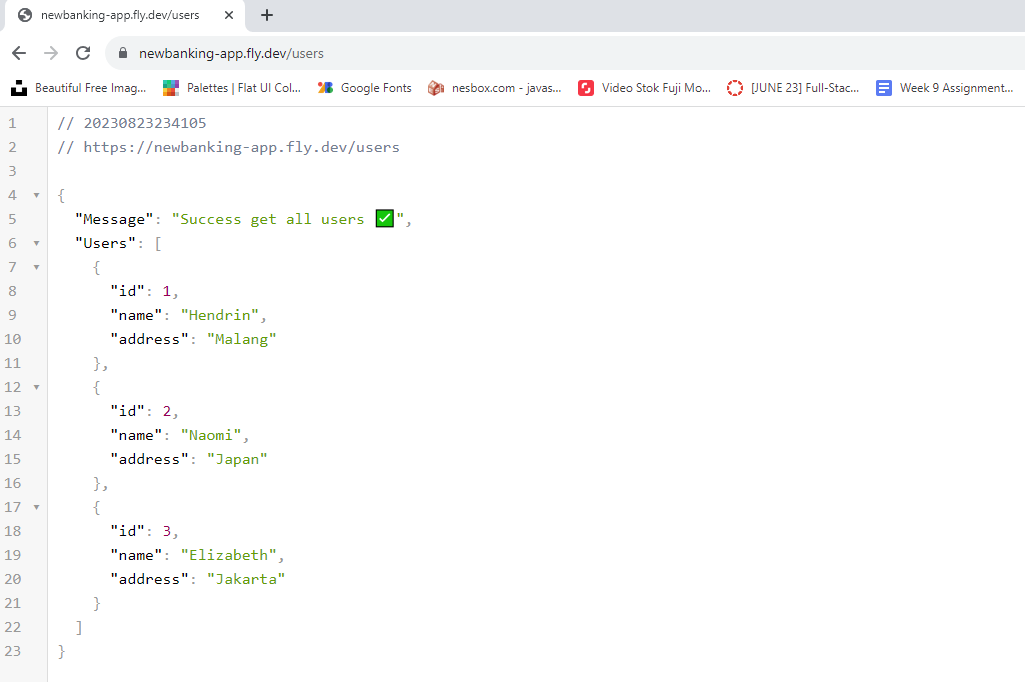 newbanking-app.fly.dev/users
newbanking-app.fly.dev/users
Beautiful Free Imag... Palettes | Flat UI Col... Google Fonts nesbox.com - javas... Video Stok Fuji Mo... [JUNE 23] Full-Stac... Week 9 Assignment...
1 // 20230823234105
2 // https://newbanking-app.fly.dev/users
3
4 {
5 "Message": "Success get all users ✅",
6 "Users": [
7 {
8 "id": 1,
9 "name": "Hendrin",
10 "address": "Malang"
11 },
12 {
13 "id": 2,
14 "name": "Naomi",
15 "address": "Japan"
16 },
17 {
18 "id": 3,
19 "name": "Elizabeth",
20 "address": "Jakarta"
21 }
22 ]
23 }